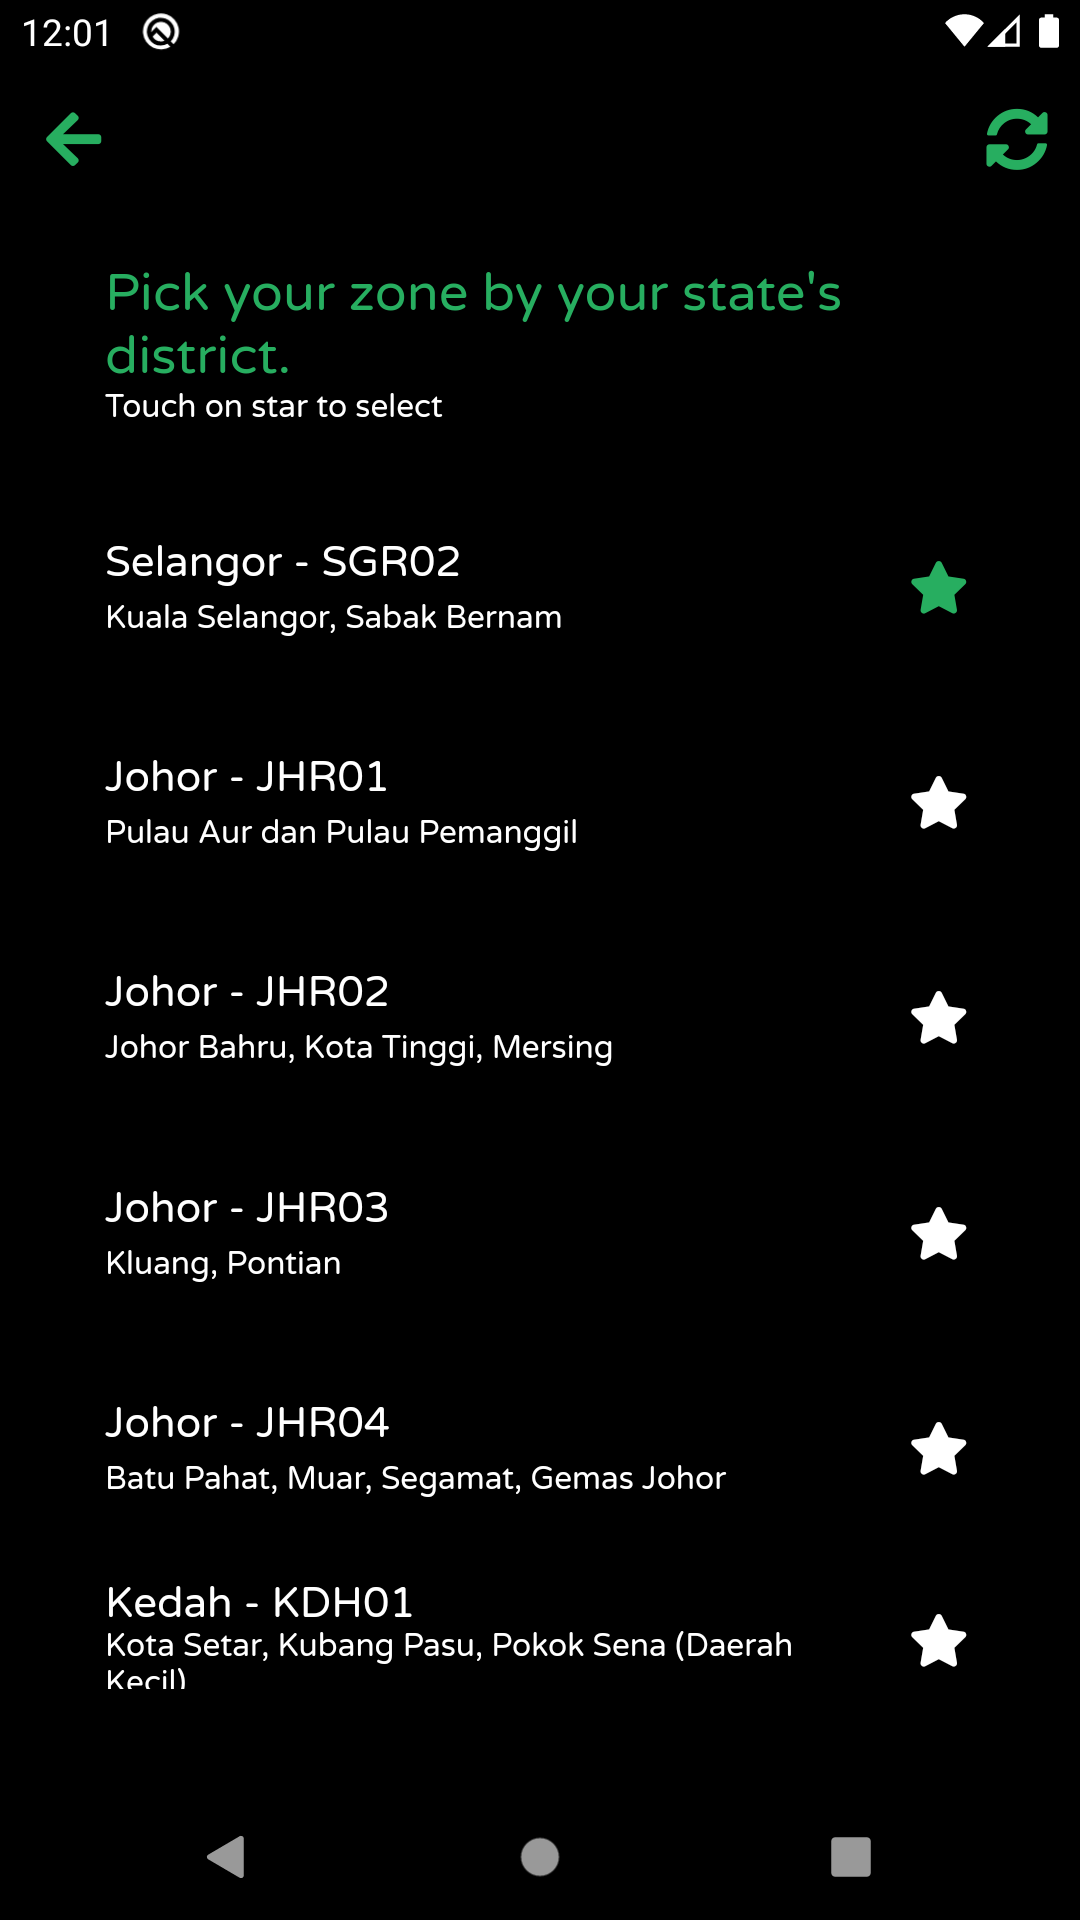 12:01
Pick your zone by your state's
district.
Touch on star to select
Selangor - SGR02
Kuala Selangor, Sabak Bernam
Johor - JHR01
Pulau Aur dan Pulau Pemanggil
Johor - JHR02
Johor Bahru, Kota Tinggi, Mersing
Johor - JHR03
Kluang, Pontian
Johor - JHR04
Batu Pahat, Muar, Segamat, Gemas Johor
Kedah - KDH01
Kota Setar, Kubang Pasu, Pokok Sena (Daerah
Kecil)